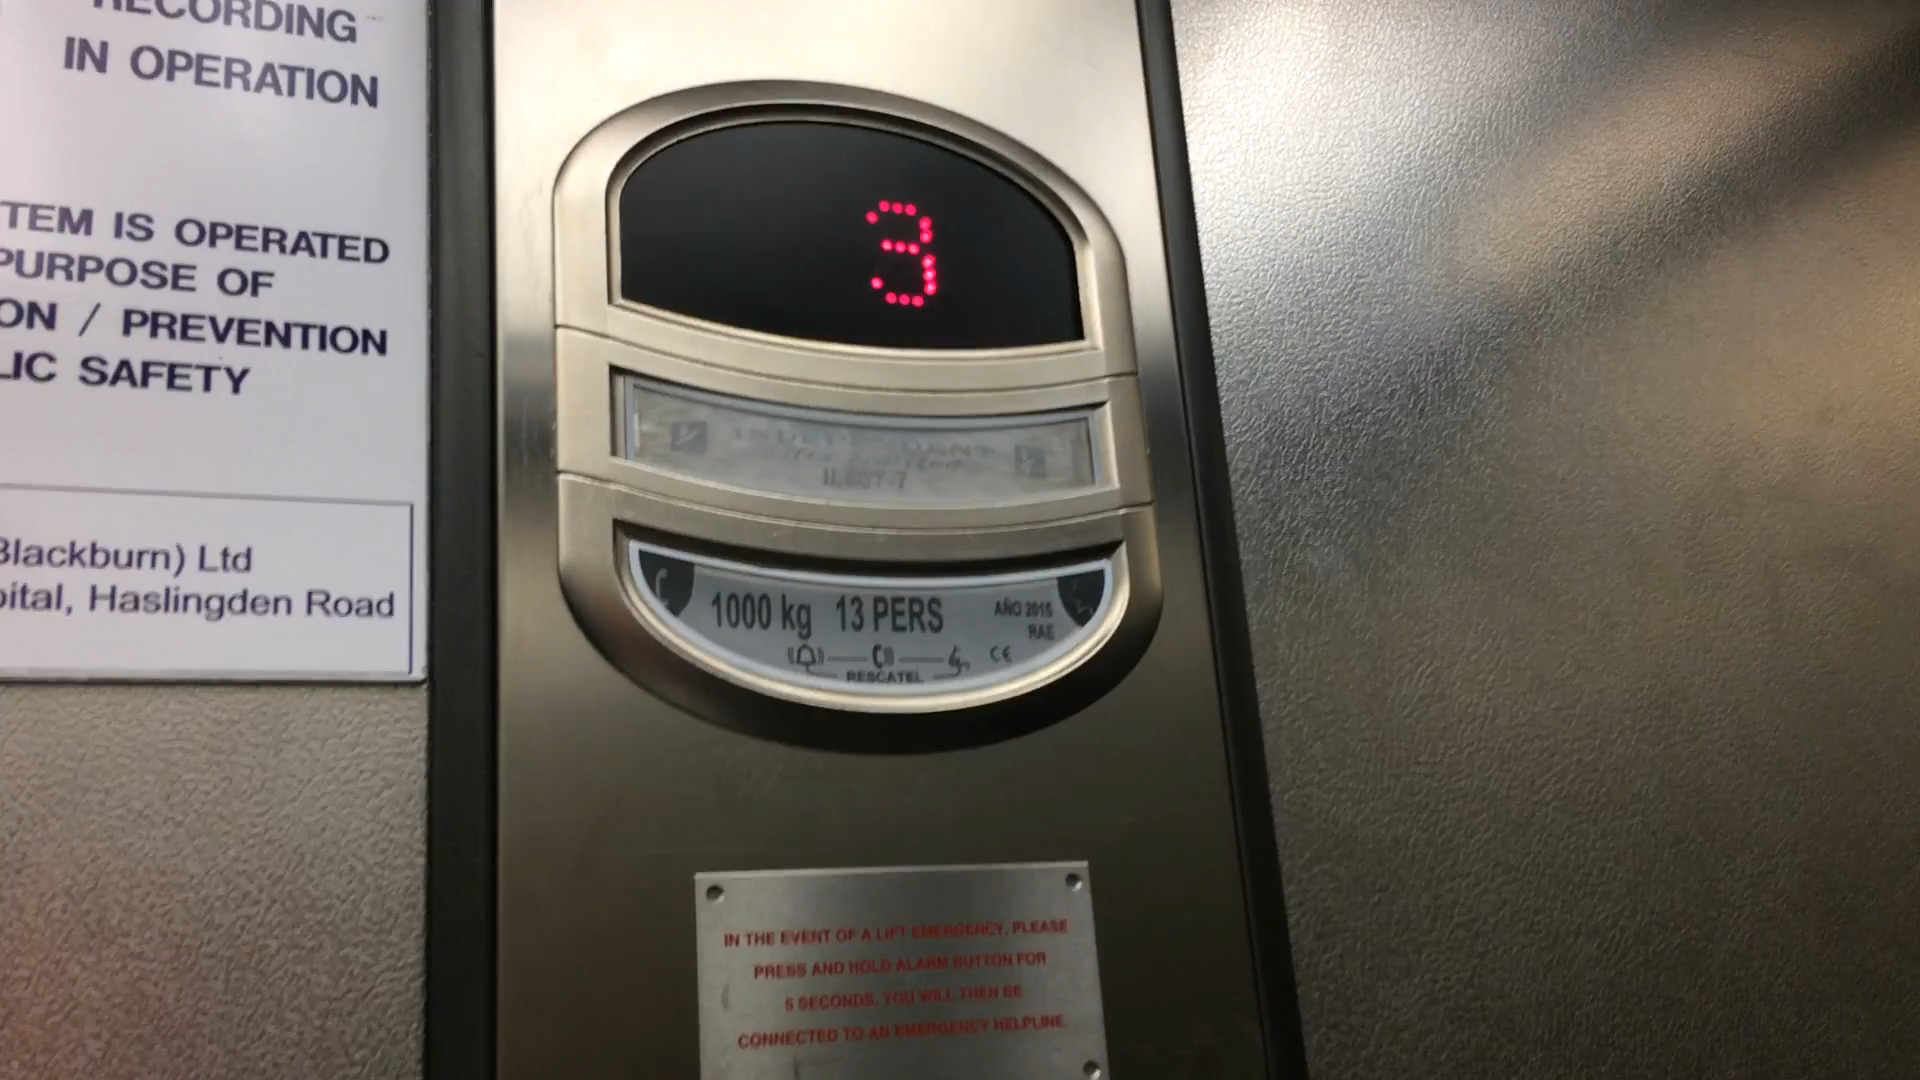 RECORDING
IN OPERATION
TEM IS OPERATED
PURPOSE OF
ON / PREVENTION
LIC SAFETY
Blackburn) Ltd
pital, Haslingden Road
3
1000 kg 13 PERS
AÑO 2015
RAE
CE
RESCATEL
IN THE EVENT OF A LIFT EMERGENCY, PLEASE
PRESS AND HOLD ALARM BUTTON FOR
5 SECONDS. YOU WILL THEN BE
CONNECTED TO AN EMERGENCY HELPLINE.